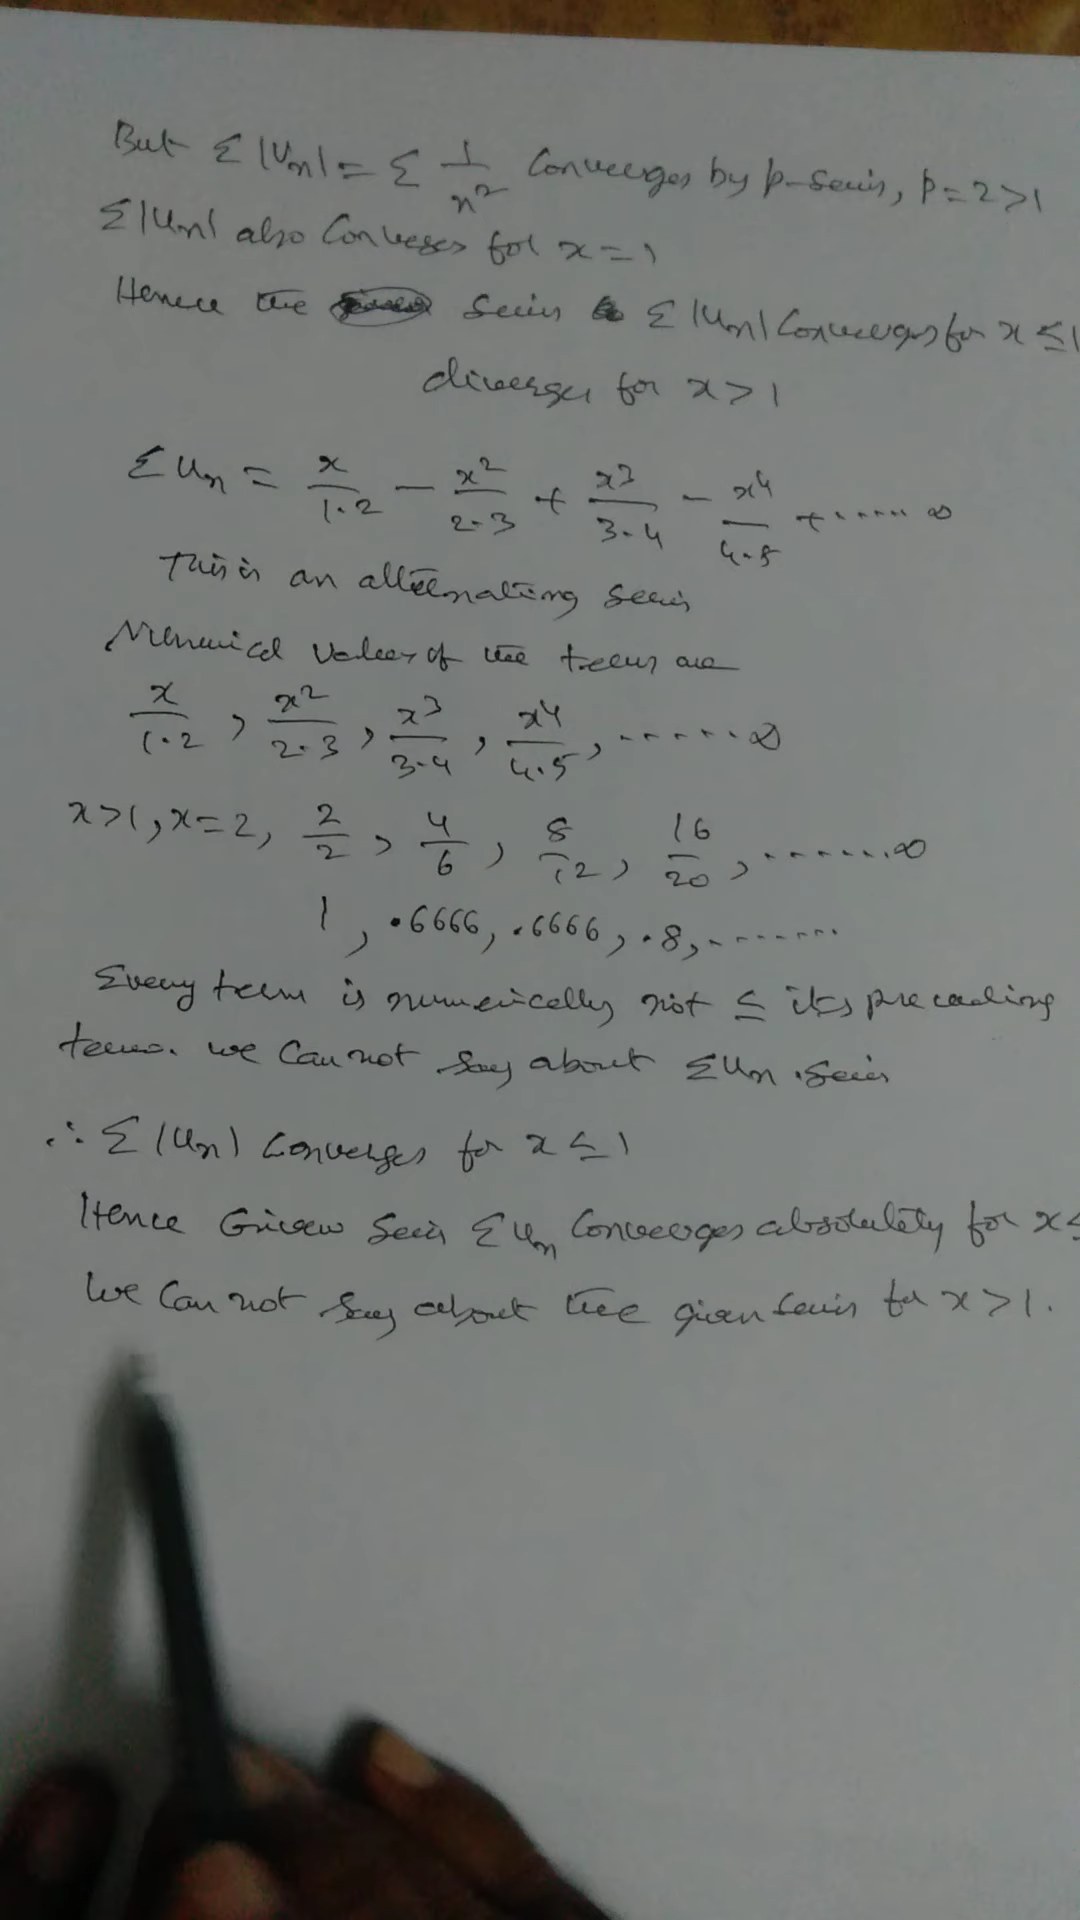 But Σ |Vn| = Σ 1/n² Converges by p-Series, p = 2 > 1
Σ|Un| also Converges for x = 1
Hence the Series Σ |Un| Converges for x ≤ 1
diverges for x > 1
Σ Un = x/1·2 − x²/2·3 + x³/3·4 − x⁴/4·5 + ...... ∞
This is an alternating Series
Numerical Values of the terms are
x/1·2 , x²/2·3 , x³/3·4 , x⁴/4·5 , ...... ∞
x > 1, x = 2, 2/2 , 4/6 , 8/12 , 16/20 , ....... ∞
1 , .6666, .6666, .8, ........
Every term is numerically not ≤ its preceeding
terms. We Can not Say about ΣUn . Series
∴ Σ |Un| Converges for x ≤ 1
Hence Given Series ΣUn Converges absolutely for x ≤
We Can not Say about the given Series for x > 1.